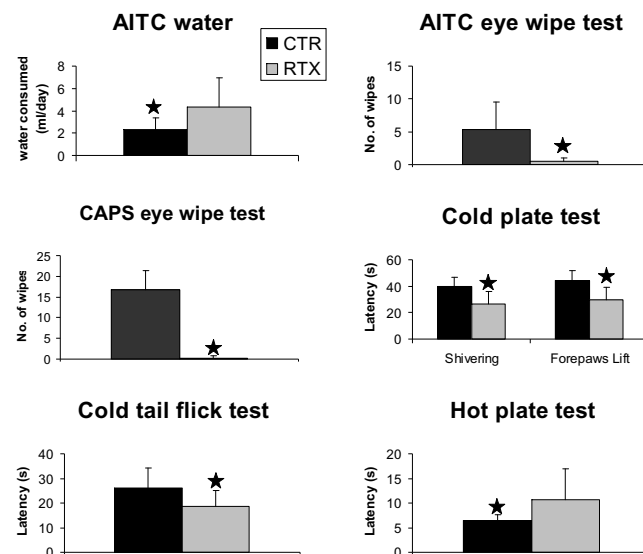 AITC water
CTR
RTX
water consumed
(ml/day)
8
6
4
2
0
AITC eye wipe test
No. of wipes
15
10
5
0
CAPS eye wipe test
No. of wipes
25
20
15
10
5
0
Cold plate test
Latency (s)
60
40
20
0
Shivering
Forepaws Lift
Cold tail flick test
Latency (s)
40
30
20
10
0
Hot plate test
Latency (s)
20
15
10
5
0